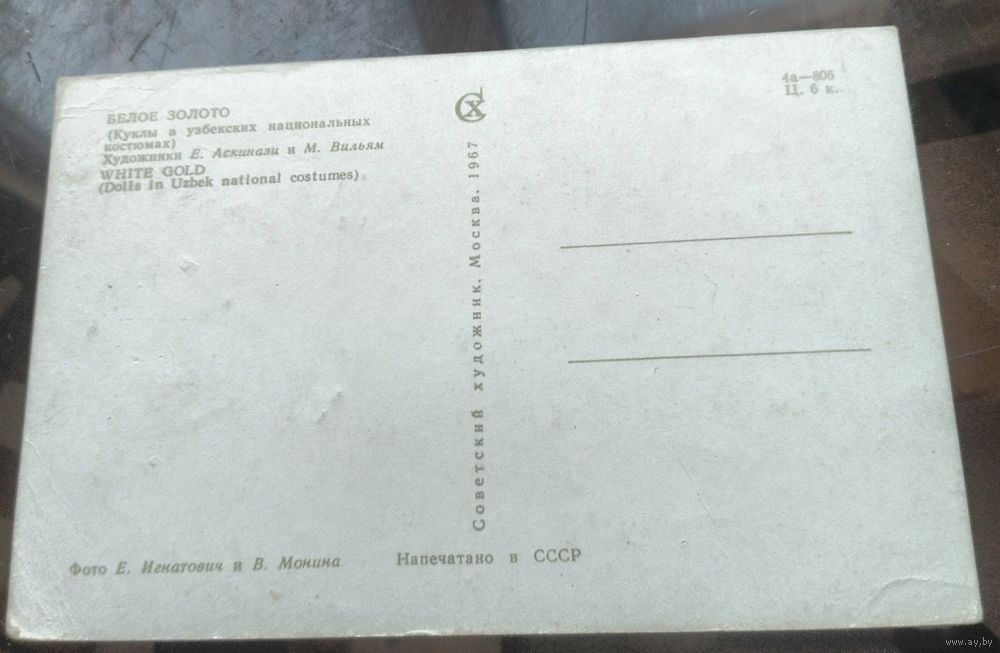 БЕЛОЕ ЗОЛОТО
(Куклы в узбекских национальных
костюмах)
Художники Е. Аскинази и М. Вильям
WHITE GOLD
(Dolls in Uzbek national costumes)
СХ
4а—806
Ц. 6 к.
Советский художник. Москва. 1967
Фото Е. Игнатович и В. Монина
Напечатано в СССР
www.ay.by